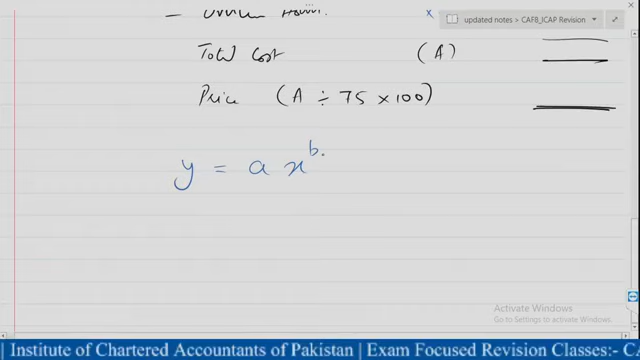 updated notes > CAF8_ICAP Revision
Total Cost (A)
Price (A ÷ 75 × 100)
y = a x^b.
Activate Windows
Go to Settings to activate Windows.
| Institute of Chartered Accountants of Pakistan | Exam Focused Revision Classes:- C